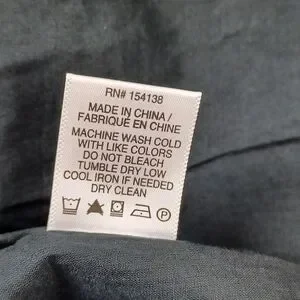 RN# 154138
MADE IN CHINA /
FABRIQUÉ EN CHINE
MACHINE WASH COLD
WITH LIKE COLORS
DO NOT BLEACH
TUMBLE DRY LOW
COOL IRON IF NEEDED
DRY CLEAN
P